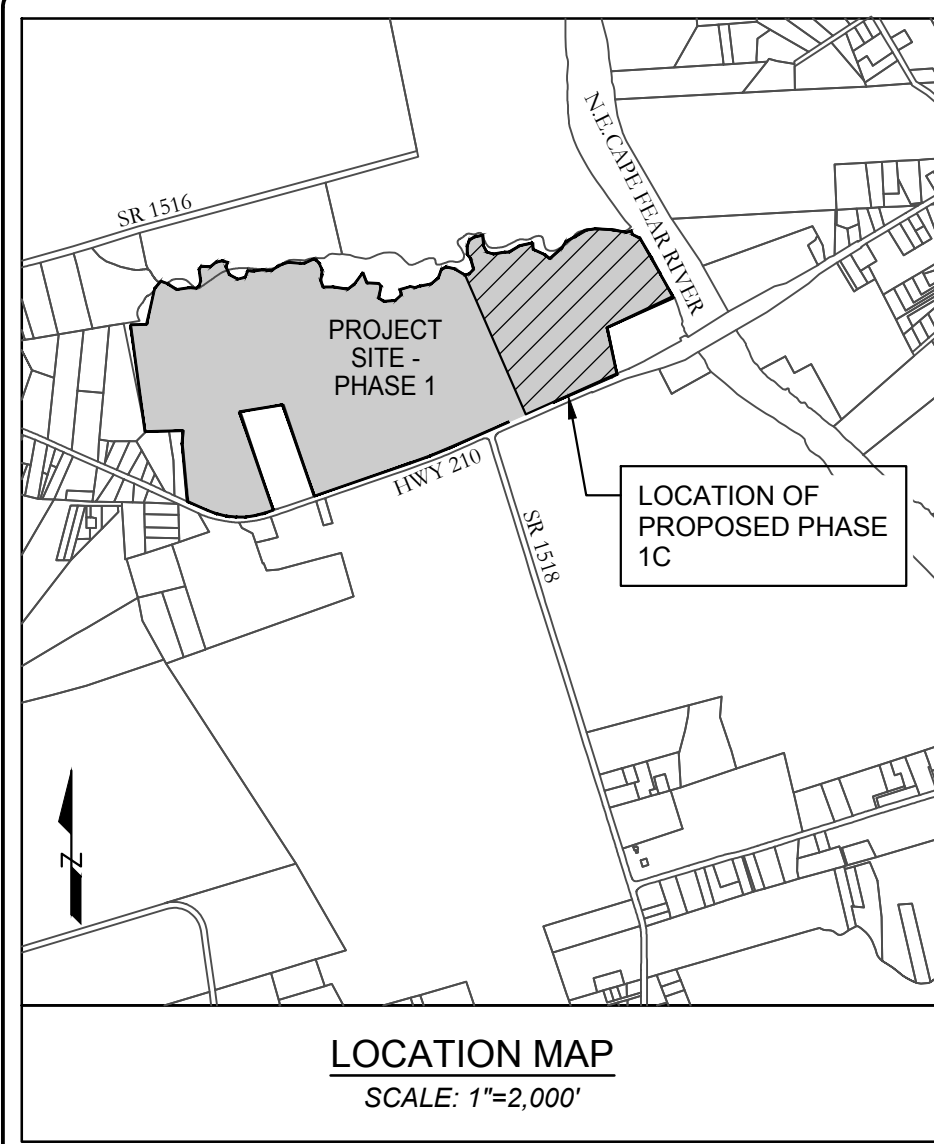 SR 1516
N.E. CAPE FEAR RIVER
PROJECT
SITE -
PHASE 1
HWY 210
SR 1518
LOCATION OF
PROPOSED PHASE
1C
N
LOCATION MAP
SCALE: 1"=2,000'